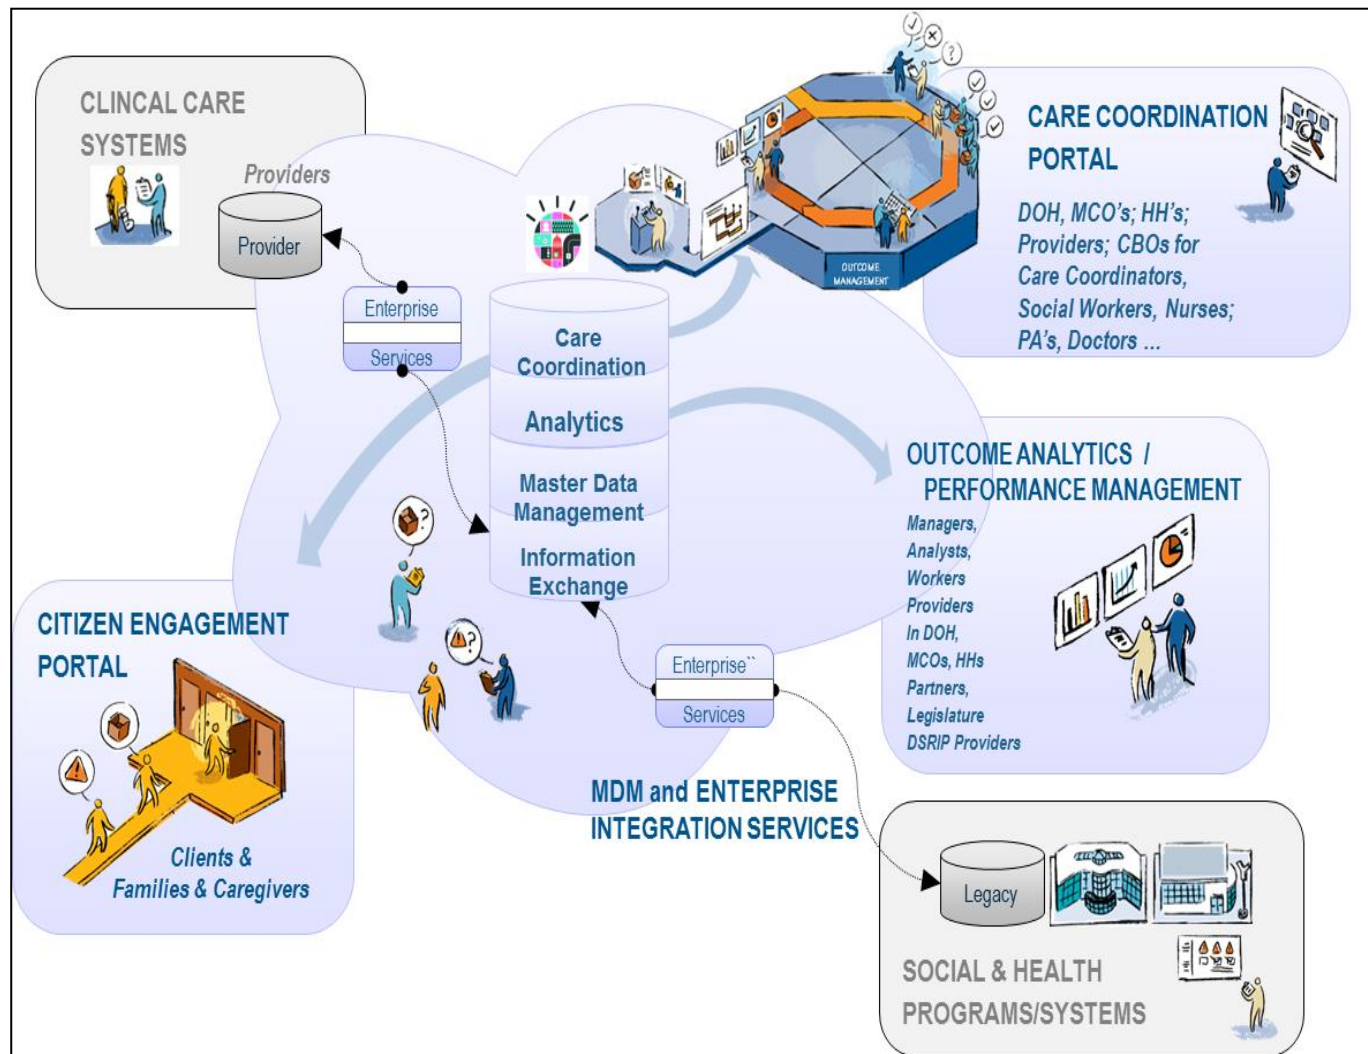 CLINCAL CARE
SYSTEMS
Providers
Provider
Enterprise
Services
Care
Coordination
Analytics
Master Data
Management
Information
Exchange
OUTCOME
MANAGEMENT
CARE COORDINATION
PORTAL
DOH, MCO's; HH's;
Providers; CBOs for
Care Coordinators,
Social Workers, Nurses;
PA's, Doctors ...
OUTCOME ANALYTICS /
PERFORMANCE MANAGEMENT
Managers,
Analysts,
Workers
Providers
In DOH,
MCOs, HHs
Partners,
Legislature
DSRIP Providers
CITIZEN ENGAGEMENT
PORTAL
Clients &
Families & Caregivers
?
?
?
Enterprise``
Services
MDM and ENTERPRISE
INTEGRATION SERVICES
Legacy
SOCIAL & HEALTH
PROGRAMS/SYSTEMS